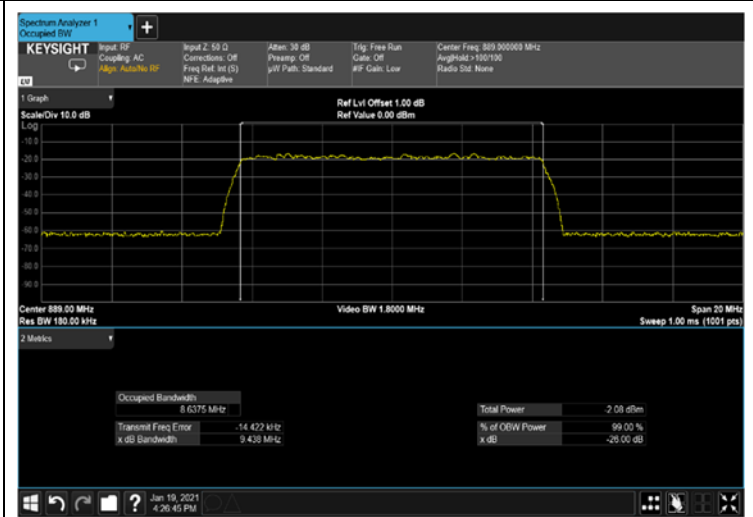 Spectrum Analyzer 1
Occupied BW
KEYSIGHT
Input: RF
Coupling: AC
Align: Auto/No RF
Input Z: 50 Ω
Corrections: Off
Freq Ref: Int (S)
NFE: Adaptive
Atten: 30 dB
Preamp: Off
µW Path: Standard
Trig: Free Run
Gate: Off
#IF Gain: Low
Center Freq: 889.000000 MHz
Avg|Hold:>100/100
Radio Std: None
1 Graph
Scale/Div 10.0 dB
Ref Lvl Offset 1.00 dB
Ref Value 0.00 dBm
Log
-10.0
-20.0
-30.0
-40.0
-50.0
-60.0
-70.0
-80.0
-90.0
Center 889.00 MHz
Res BW 180.00 kHz
Video BW 1.8000 MHz
Span 20 MHz
Sweep 1.00 ms (1001 pts)
2 Metrics
Occupied Bandwidth
8.6375 MHz
Transmit Freq Error -14.422 kHz
x dB Bandwidth 9.438 MHz
Total Power -2.08 dBm
% of OBW Power 99.00 %
x dB -26.00 dB
?
Jan 19, 2021
4:26:45 PM